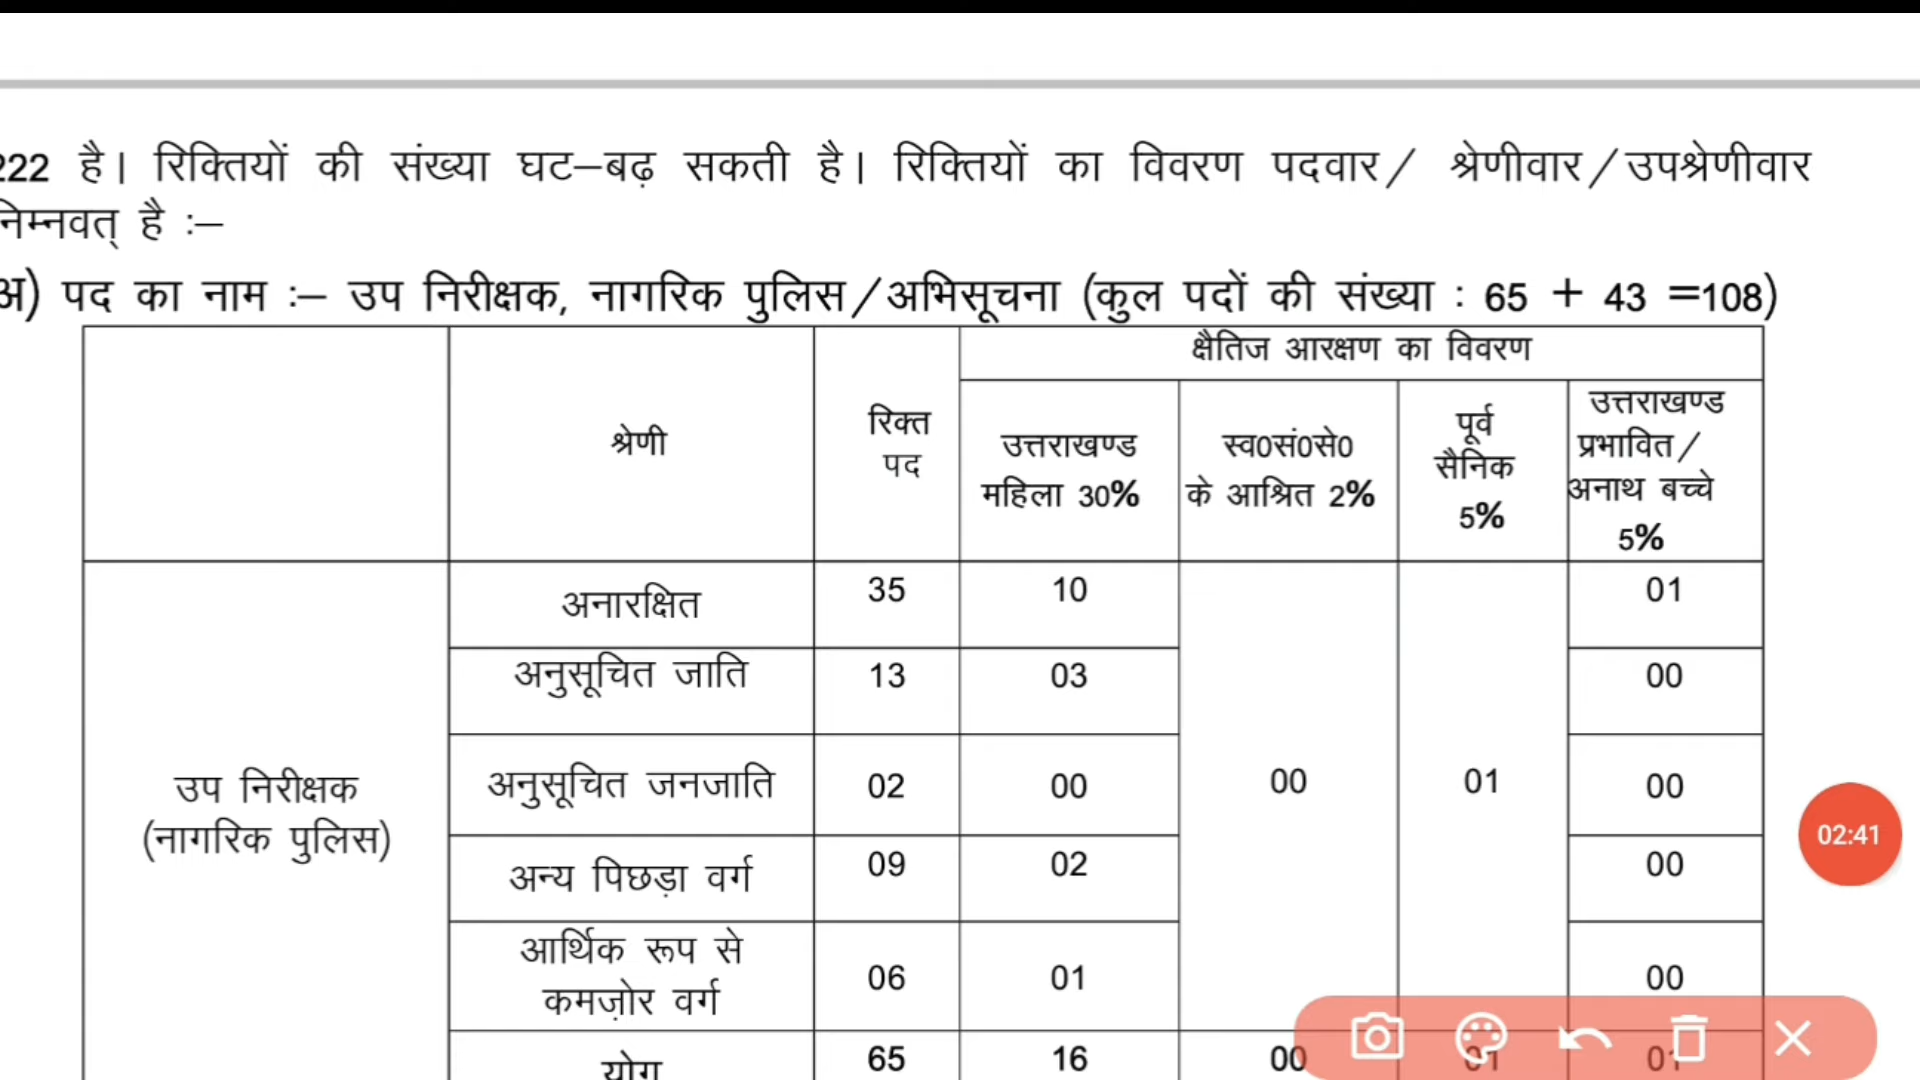 222 है। रिक्तियों की संख्या घट–बढ़ सकती है। रिक्तियों का विवरण पदवार/ श्रेणीवार/उपश्रेणीवार
निम्नवत् है :–
अ) पद का नाम :– उप निरीक्षक, नागरिक पुलिस/अभिसूचना (कुल पदों की संख्या : 65 + 43 =108)
श्रेणी
रिक्त
पद
क्षैतिज आरक्षण का विवरण
उत्तराखण्ड
महिला 30%
स्व0सं0से0
के आश्रित 2%
पूर्व
सैनिक
5%
उत्तराखण्ड
प्रभावित/
अनाथ बच्चे
5%
उप निरीक्षक
(नागरिक पुलिस)
अनारक्षित 35 10 01
अनुसूचित जाति 13 03 00
अनुसूचित जनजाति 02 00 00 01 00
अन्य पिछड़ा वर्ग 09 02 00
आर्थिक रूप से
कमज़ोर वर्ग 06 01 00
योग 65 16 00 01 01
02:41